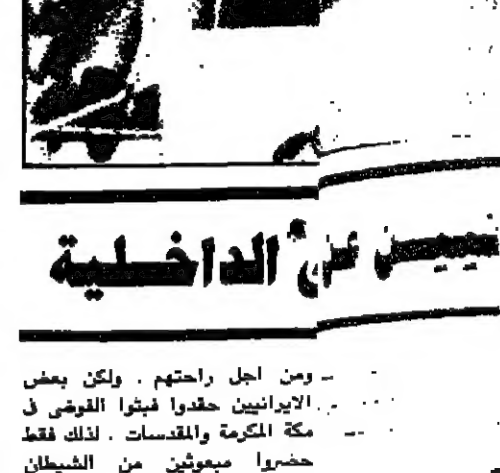 عن الداخلية
ومن اجل راحتهم . ولكن بعض
الايرانيين حقدوا فبثوا الفوضى في
مكة المكرمة والمقدسات . لذلك فقط
حضروا مبعوثين من الشيطان